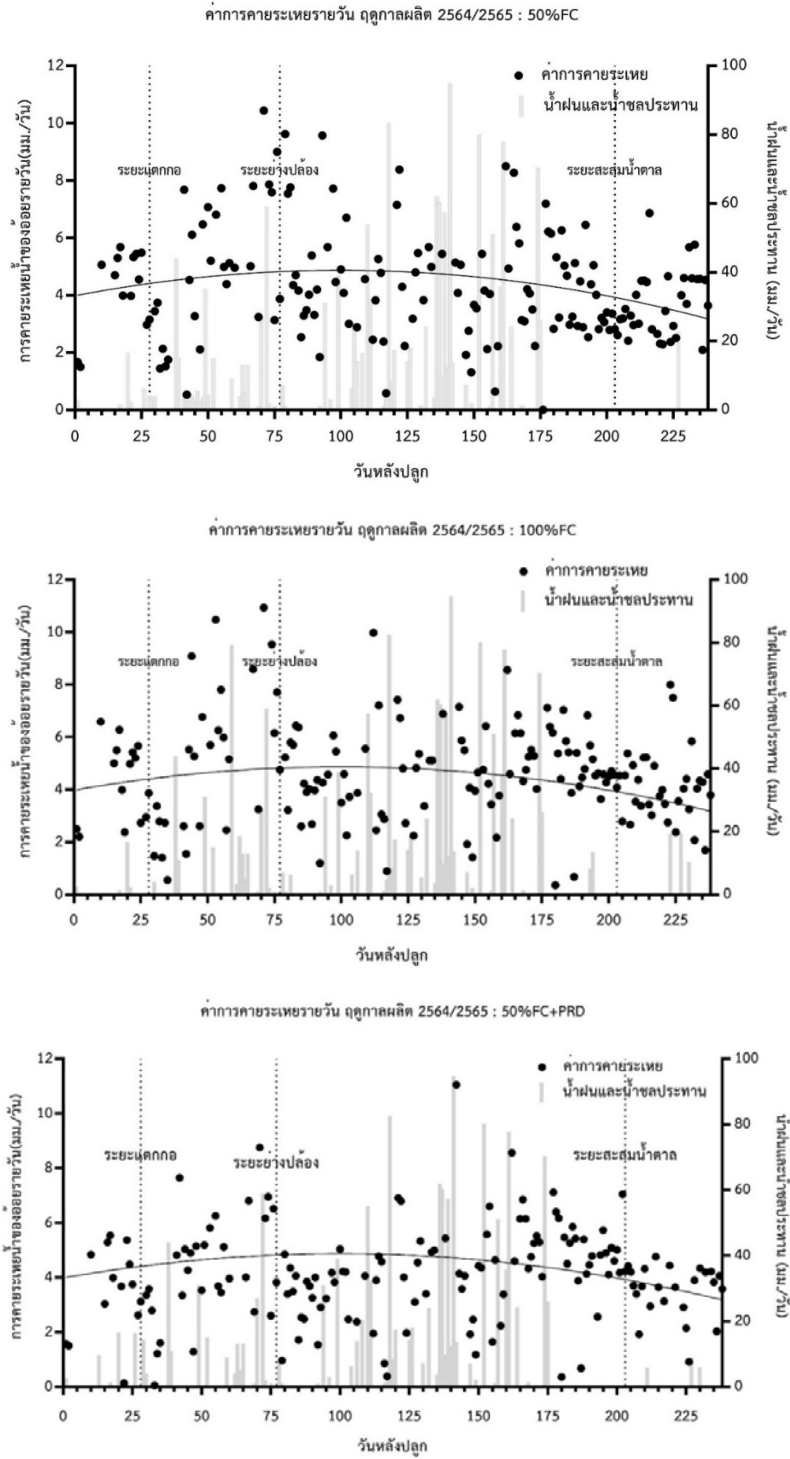 ค่าการคายระเหยรายวัน ฤดูกาลผลิต 2564/2565 : 50%FC
การคายระเหยน้ำของอ้อยรายวัน(มม./วัน)
12
10
8
6
4
2
0
ค่าการคายระเหย
น้ำฝนและน้ำชลประทาน
ระยะแตกกอ
ระยะย่างปล้อง
ระยะสะสมน้ำตาล
100
80
60
40
20
0
น้ำฝนและน้ำชลประทาน (มม./วัน)
0 25 50 75 100 125 150 175 200 225
วันหลังปลูก
ค่าการคายระเหยรายวัน ฤดูกาลผลิต 2564/2565 : 100%FC
การคายระเหยน้ำของอ้อยรายวัน(มม./วัน)
12
10
8
6
4
2
0
ค่าการคายระเหย
น้ำฝนและน้ำชลประทาน
ระยะแตกกอ
ระยะย่างปล้อง
ระยะสะสมน้ำตาล
100
80
60
40
20
0
น้ำฝนและน้ำชลประทาน (มม./วัน)
0 25 50 75 100 125 150 175 200 225
วันหลังปลูก
ค่าการคายระเหยรายวัน ฤดูกาลผลิต 2564/2565 : 50%FC+PRD
การคายระเหยน้ำของอ้อยรายวัน(มม./วัน)
12
10
8
6
4
2
0
ค่าการคายระเหย
น้ำฝนและน้ำชลประทาน
ระยะแตกกอ
ระยะย่างปล้อง
ระยะสะสมน้ำตาล
100
80
60
40
20
0
น้ำฝนและน้ำชลประทาน (มม./วัน)
0 25 50 75 100 125 150 175 200 225
วันหลังปลูก